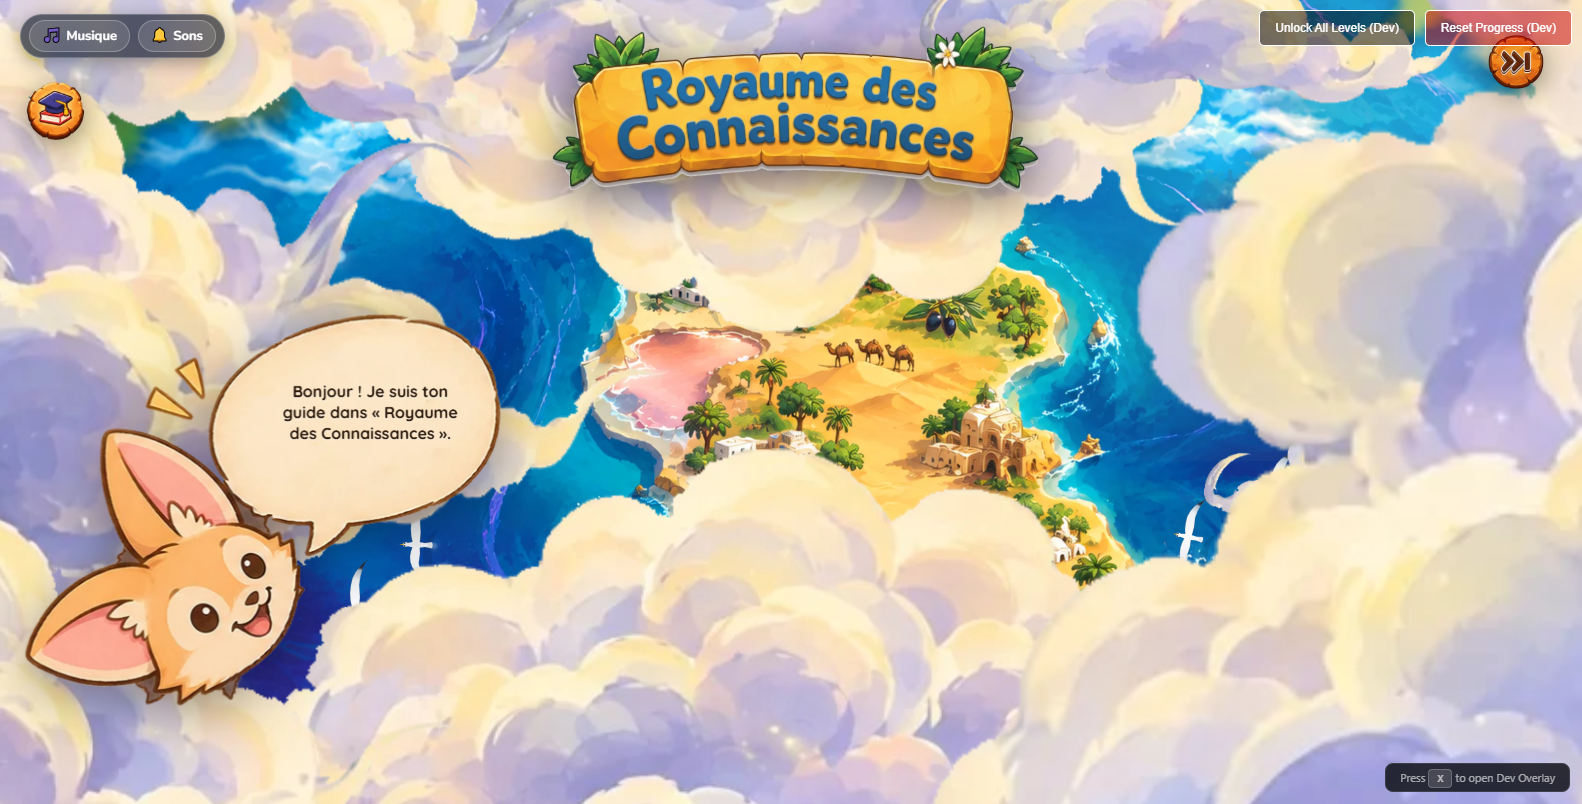 Musique
Sons
Unlock All Levels (Dev)
Reset Progress (Dev)
Royaume des
Connaissances
Bonjour ! Je suis ton
guide dans « Royaume
des Connaissances ».
Press x to open Dev Overlay